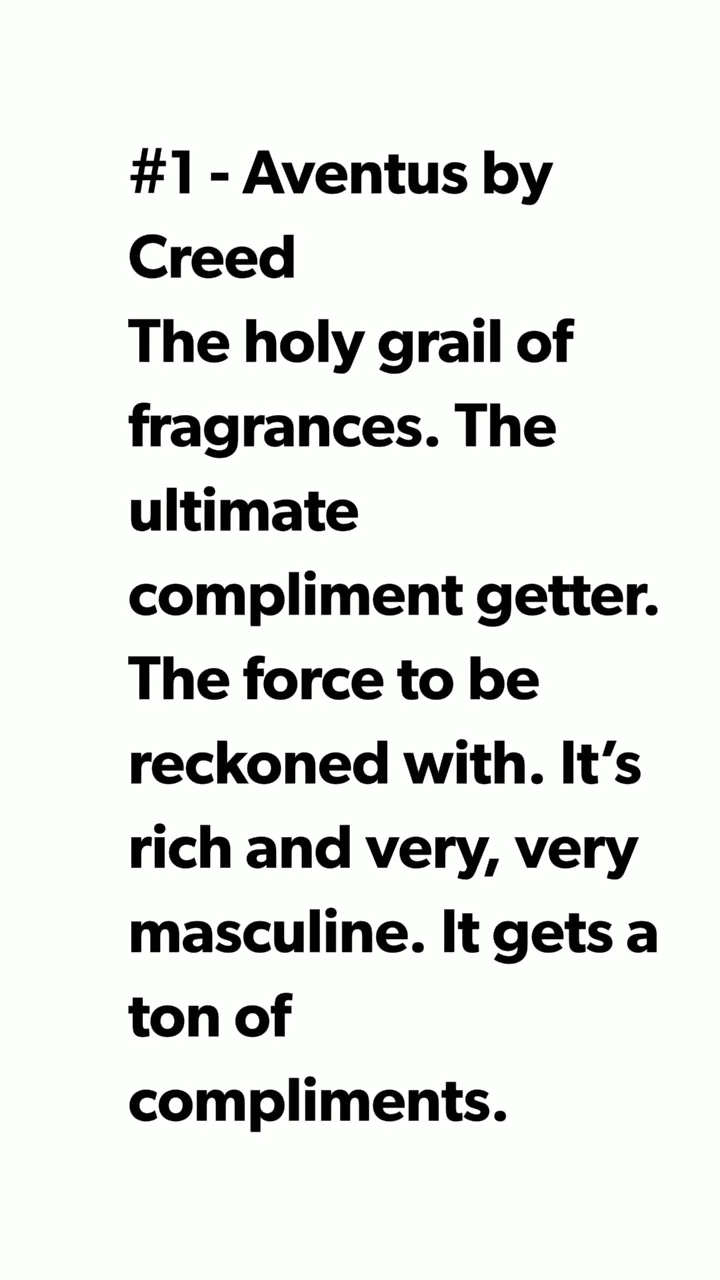 #1 - Aventus by
Creed
The holy grail of
fragrances. The
ultimate
compliment getter.
The force to be
reckoned with. It’s
rich and very, very
masculine. It gets a
ton of
compliments.